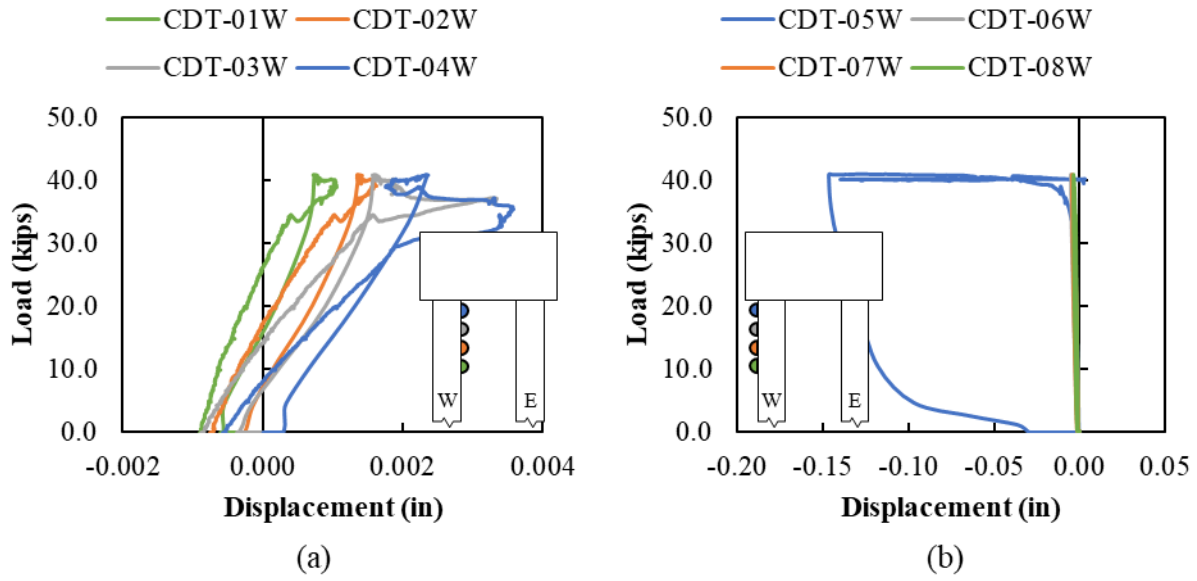 CDT-01W CDT-02W
CDT-03W CDT-04W
50.0
40.0
30.0
20.0
10.0
0.0
Load (kips)
W E
-0.002 0.000 0.002 0.004
Displacement (in)
(a)
CDT-05W CDT-06W
CDT-07W CDT-08W
50.0
40.0
30.0
20.0
10.0
0.0
Load (kips)
W E
-0.20 -0.15 -0.10 -0.05 0.00 0.05
Displacement (in)
(b)